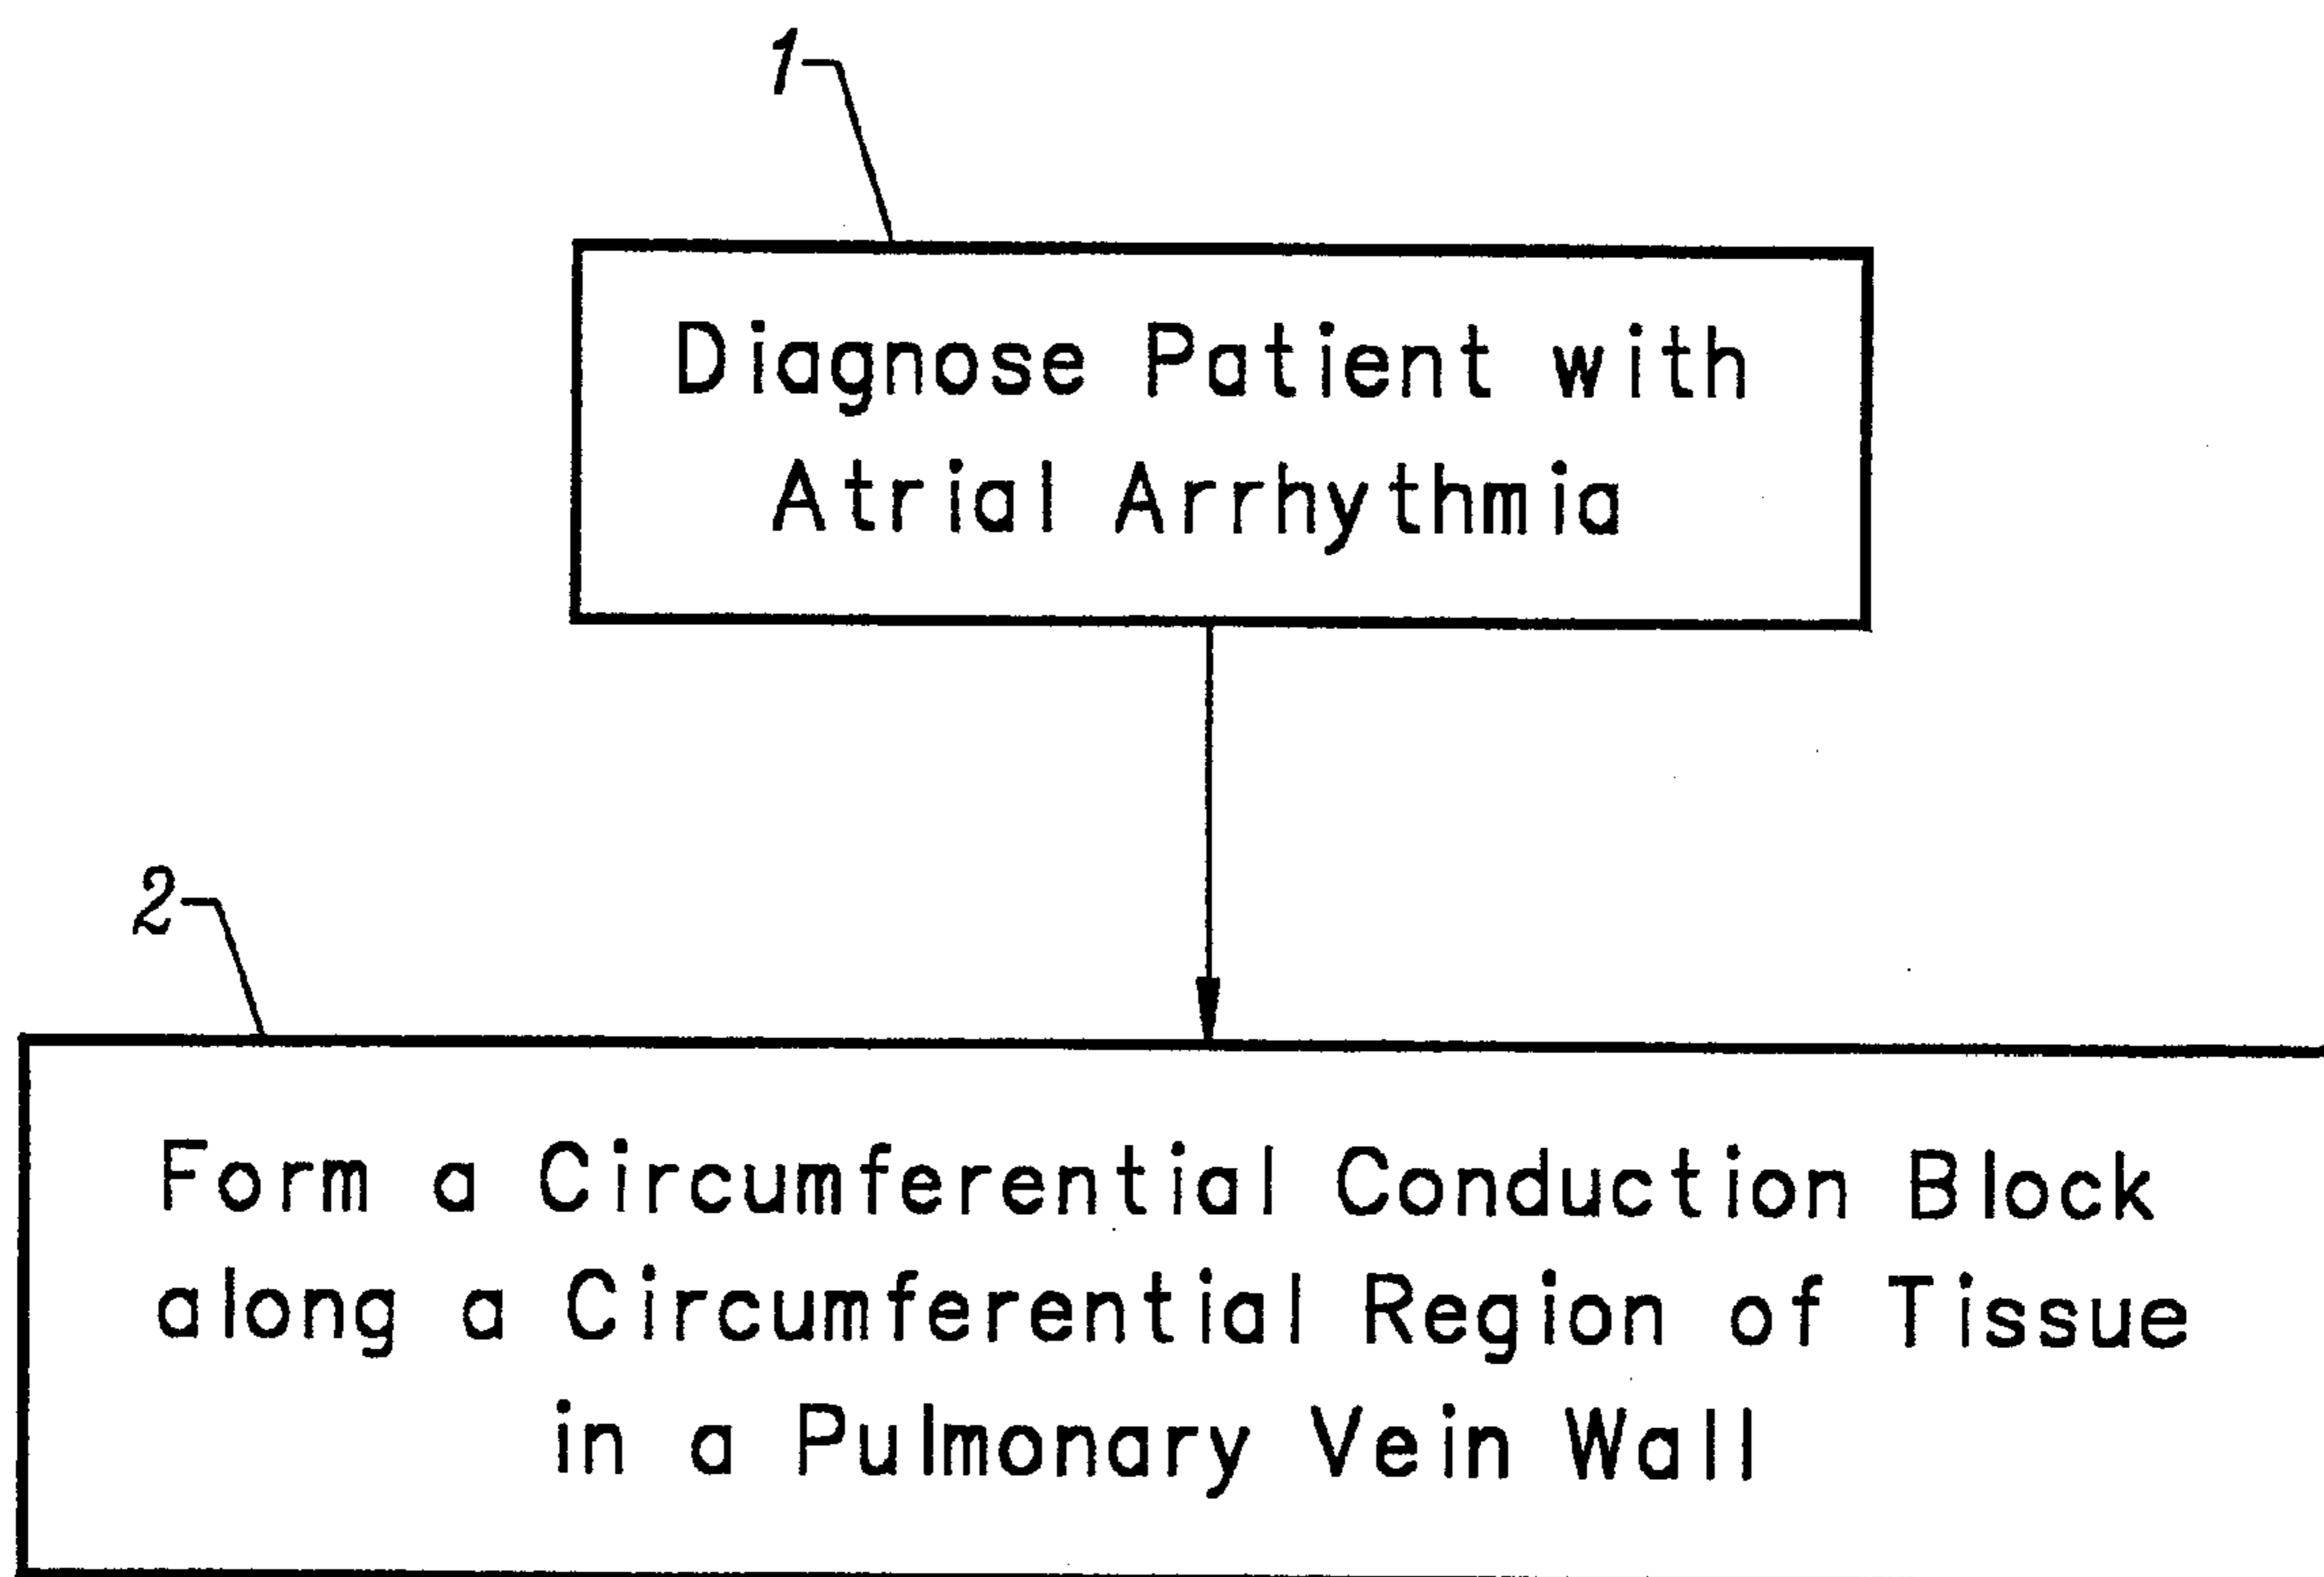 1
Diagnose Patient with
Atrial Arrhythmia
2
Form a Circumferential Conduction Block
along a Circumferential Region of Tissue
in a Pulmonary Vein Wall